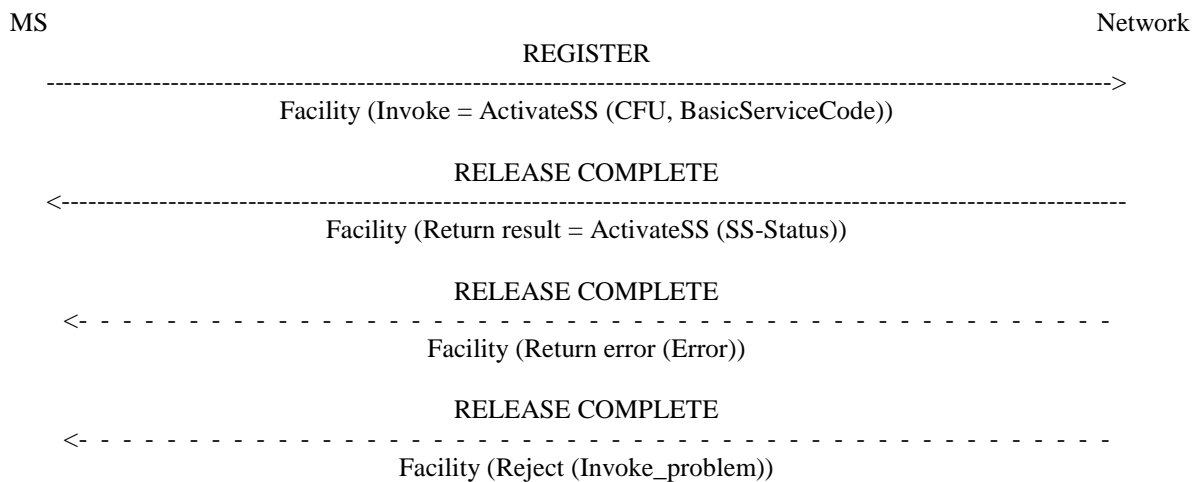 MS Network
REGISTER
------------------------------------------------------------------------------------------------------------------------>
Facility (Invoke = ActivateSS (CFU, BasicServiceCode))
RELEASE COMPLETE
<------------------------------------------------------------------------------------------------------------------------
Facility (Return result = ActivateSS (SS-Status))
RELEASE COMPLETE
<- - - - - - - - - - - - - - - - - - - - - - - - - - - - - - - - - - - - - - - - - - - - - - - - - -
Facility (Return error (Error))
RELEASE COMPLETE
<- - - - - - - - - - - - - - - - - - - - - - - - - - - - - - - - - - - - - - - - - - - - - - - - - -
Facility (Reject (Invoke_problem))